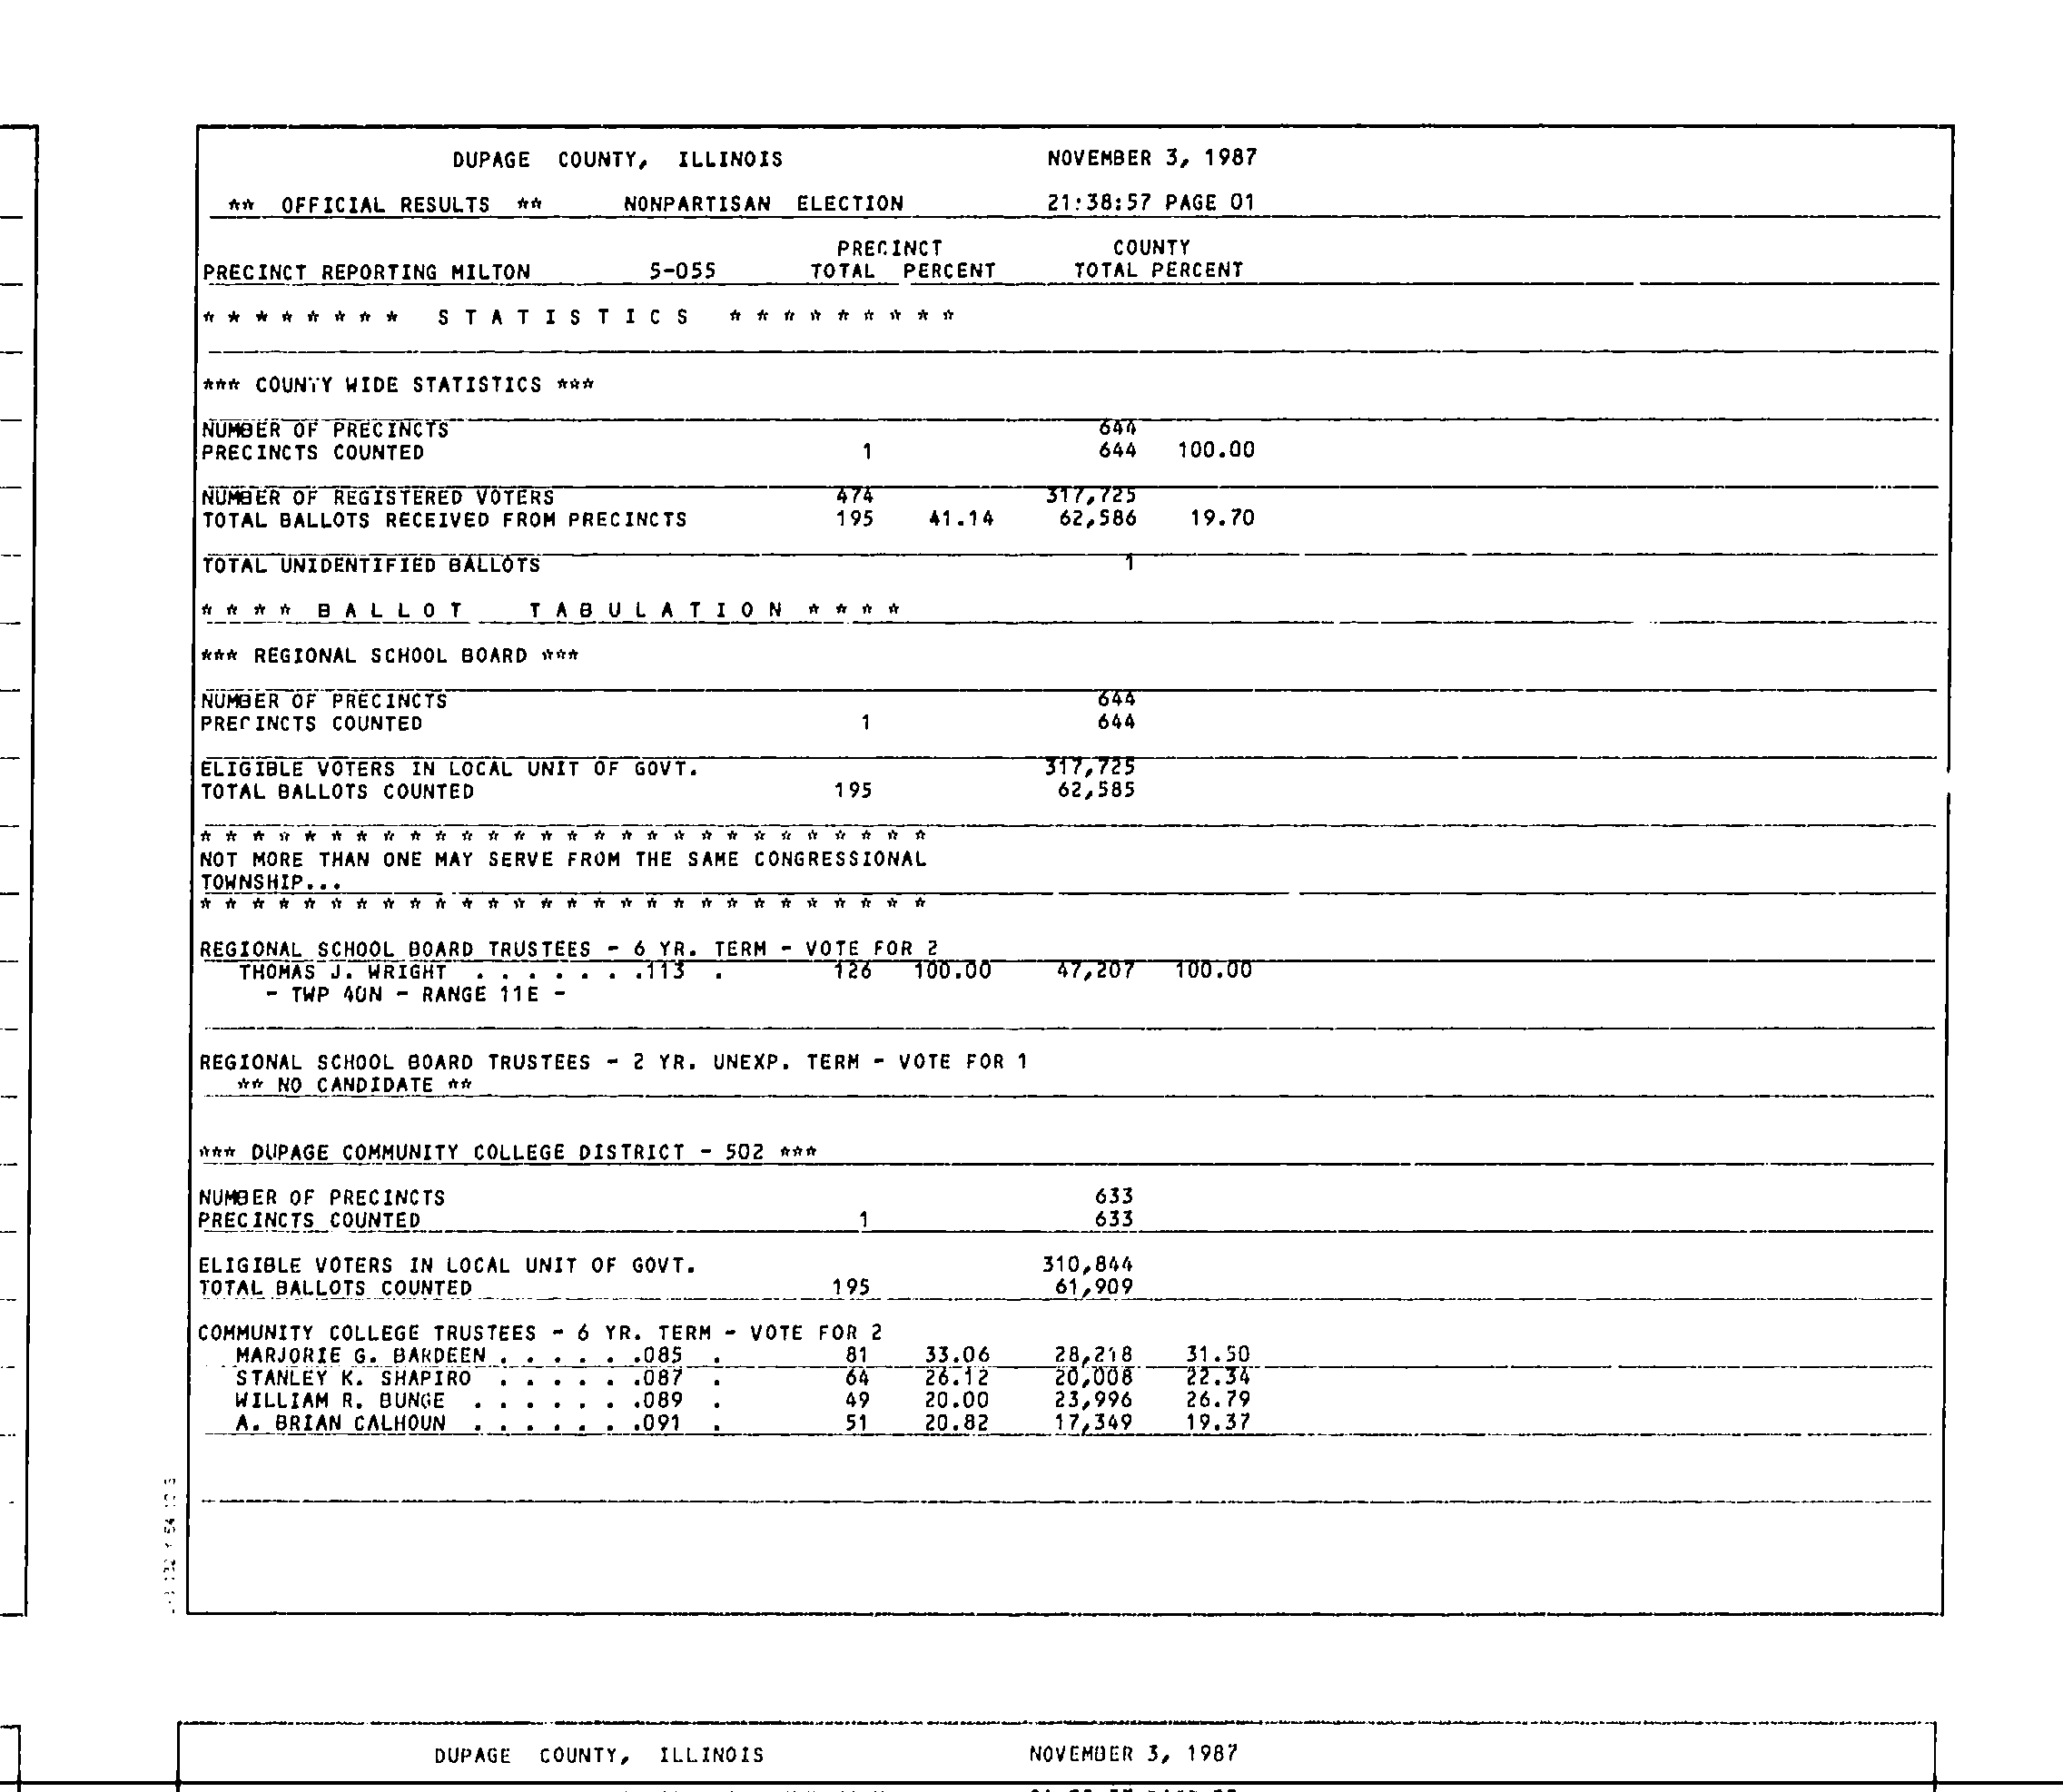 DUPAGE COUNTY, ILLINOIS NOVEMBER 3, 1987
** OFFICIAL RESULTS ** NONPARTISAN ELECTION 21:38:57 PAGE 01
PRECINCT COUNTY
PRECINCT REPORTING MILTON 5-055 TOTAL PERCENT TOTAL PERCENT
* * * * * * * * S T A T I S T I C S * * * * * * * * *
*** COUNTY WIDE STATISTICS ***
NUMBER OF PRECINCTS 644
PRECINCTS COUNTED 1 644 100.00
NUMBER OF REGISTERED VOTERS 474 317,725
TOTAL BALLOTS RECEIVED FROM PRECINCTS 195 41.14 62,586 19.70
TOTAL UNIDENTIFIED BALLOTS 1
* * * * B A L L O T T A B U L A T I O N * * * *
*** REGIONAL SCHOOL BOARD ***
NUMBER OF PRECINCTS 644
PRECINCTS COUNTED 1 644
ELIGIBLE VOTERS IN LOCAL UNIT OF GOVT. 317,725
TOTAL BALLOTS COUNTED 195 62,585
* * * * * * * * * * * * * * * * * * * * * * * * * * * *
NOT MORE THAN ONE MAY SERVE FROM THE SAME CONGRESSIONAL
TOWNSHIP...
* * * * * * * * * * * * * * * * * * * * * * * * * * * *
REGIONAL SCHOOL BOARD TRUSTEES - 6 YR. TERM - VOTE FOR 2
THOMAS J. WRIGHT . . . . . . .113 . 126 100.00 47,207 100.00
- TWP 40N - RANGE 11E -
REGIONAL SCHOOL BOARD TRUSTEES - 2 YR. UNEXP. TERM - VOTE FOR 1
** NO CANDIDATE **
*** DUPAGE COMMUNITY COLLEGE DISTRICT - 502 ***
NUMBER OF PRECINCTS 633
PRECINCTS COUNTED 1 633
ELIGIBLE VOTERS IN LOCAL UNIT OF GOVT. 310,844
TOTAL BALLOTS COUNTED 195 61,909
COMMUNITY COLLEGE TRUSTEES - 6 YR. TERM - VOTE FOR 2
MARJORIE G. BARDEEN . . . . . .085 . 81 33.06 28,218 31.50
STANLEY K. SHAPIRO . . . . . .087 . 64 26.12 20,008 22.34
WILLIAM R. BUNGE . . . . . . .089 . 49 20.00 23,996 26.79
A. BRIAN CALHOUN . . . . . . .091 . 51 20.82 17,349 19.37
DUPAGE COUNTY, ILLINOIS NOVEMBER 3, 1987